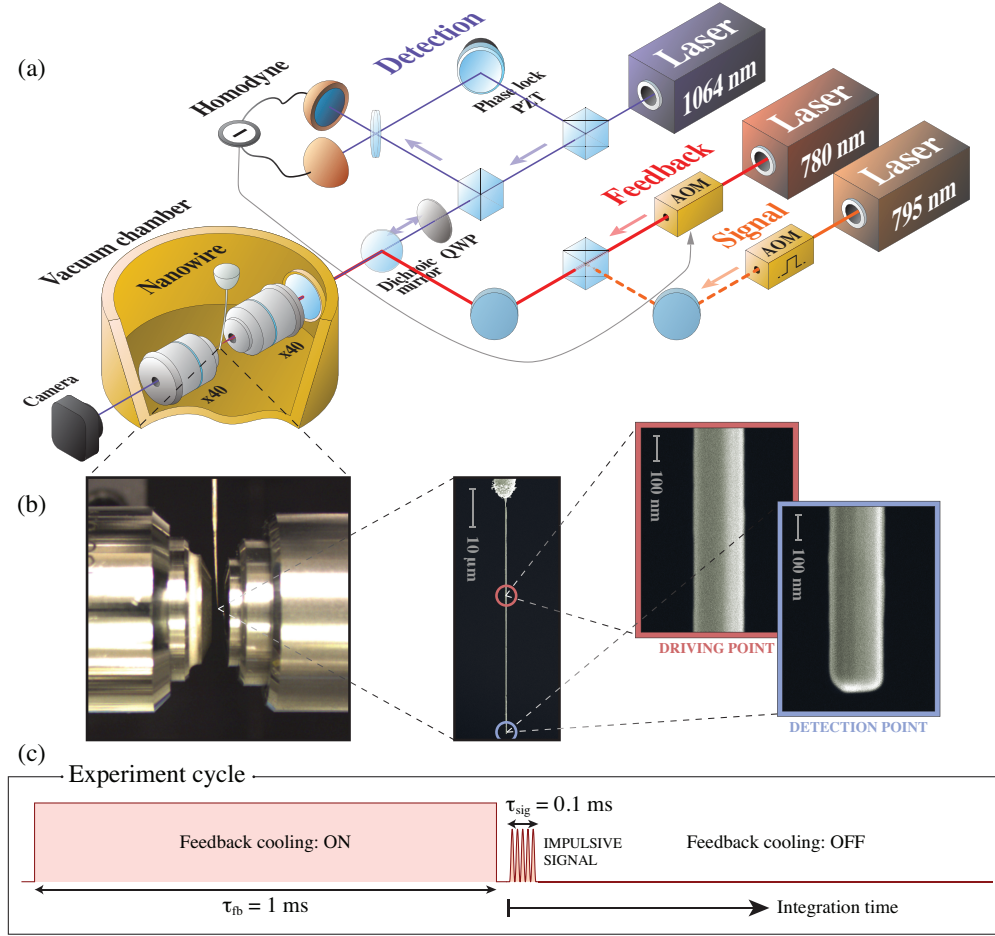 (a)
Detection
Homodyne
Phase lock
PZT
Laser
1064 nm
Laser
780 nm
Laser
795 nm
Feedback
AOM
Signal
AOM
Vacuum chamber
Nanowire
Dichroic
mirror
QWP
x40
x40
Camera
(b)
10 µm
100 nm
100 nm
DRIVING POINT
DETECTION POINT
(c)
Experiment cycle
Feedback cooling: ON
τsig = 0.1 ms
IMPULSIVE
SIGNAL
Feedback cooling: OFF
τfb = 1 ms
Integration time